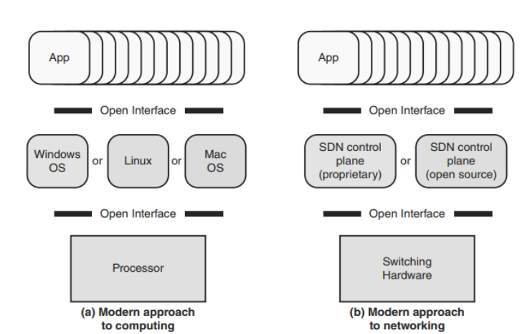 App
App
Open Interface
Open Interface
Windows
OS
or
Linux
or
Mac
OS
SDN control
plane
(proprietary)
or
SDN control
plane
(open source)
Open Interface
Open Interface
Processor
Switching
Hardware
(a) Modern approach
to computing
(b) Modern approach
to networking